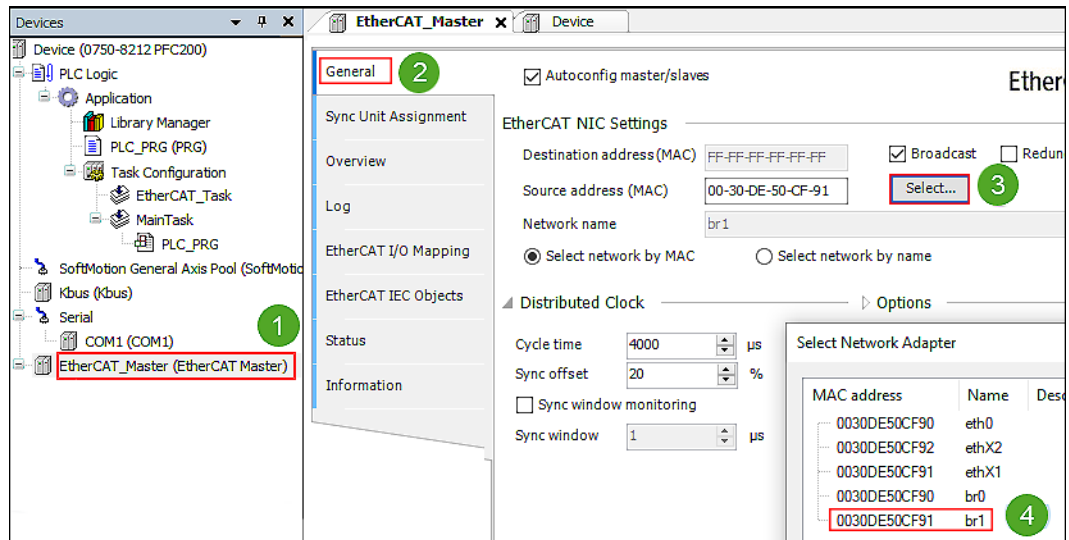 Devices
Device (0750-8212 PFC200)
PLC Logic
Application
Library Manager
PLC_PRG (PRG)
Task Configuration
EtherCAT_Task
MainTask
PLC_PRG
SoftMotion General Axis Pool (SoftMotic
Kbus (Kbus)
Serial
1
COM1 (COM1)
EtherCAT_Master (EtherCAT Master)
EtherCAT_Master
Device
General
2
Sync Unit Assignment
Overview
Log
EtherCAT I/O Mapping
EtherCAT IEC Objects
Status
Information
Autoconfig master/slaves
Ether
EtherCAT NIC Settings
Destination address (MAC) FF-FF-FF-FF-FF-FF Broadcast Redun
Source address (MAC) 00-30-DE-50-CF-91 Select... 3
Network name br1
Select network by MAC Select network by name
Distributed Clock Options
Cycle time 4000 µs
Sync offset 20 %
Sync window monitoring
Sync window 1 µs
Select Network Adapter
MAC address Name Desc
0030DE50CF90 eth0
0030DE50CF92 ethX2
0030DE50CF91 ethX1
0030DE50CF90 br0
0030DE50CF91 br1 4